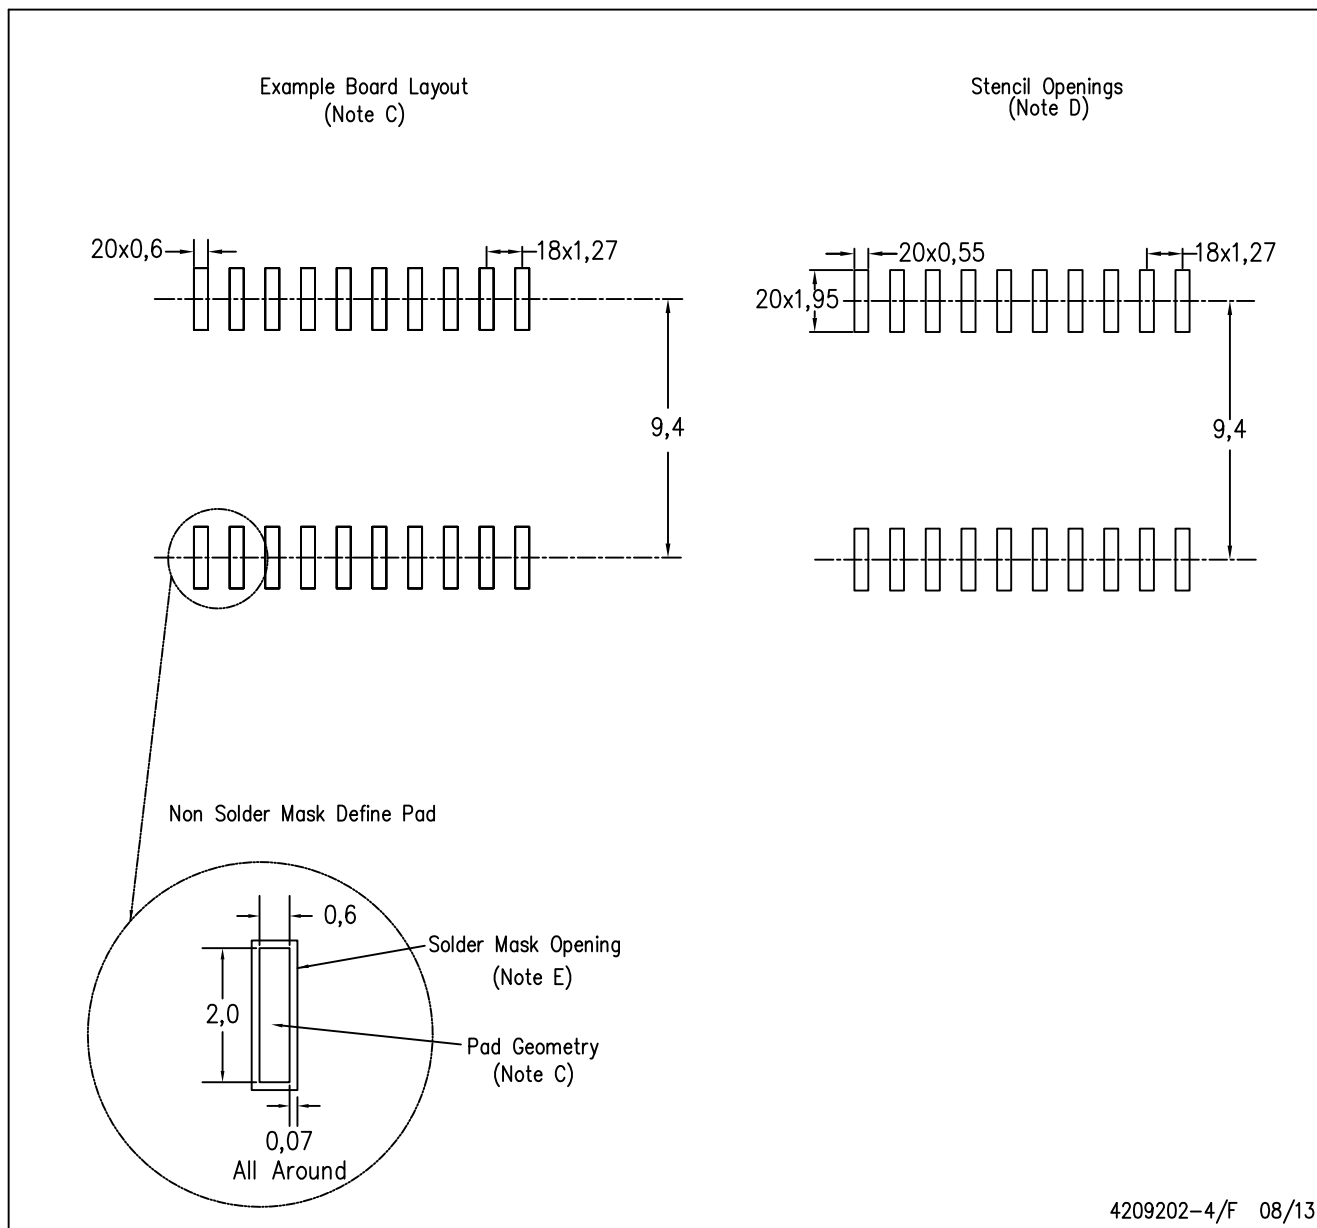 Example Board Layout
(Note C)
Stencil Openings
(Note D)
20x0,6
18x1,27
20x0,55
18x1,27
20x1,95
9,4
9,4
Non Solder Mask Define Pad
0,6
Solder Mask Opening
(Note E)
2,0
Pad Geometry
(Note C)
0,07
All Around
4209202-4/F 08/13